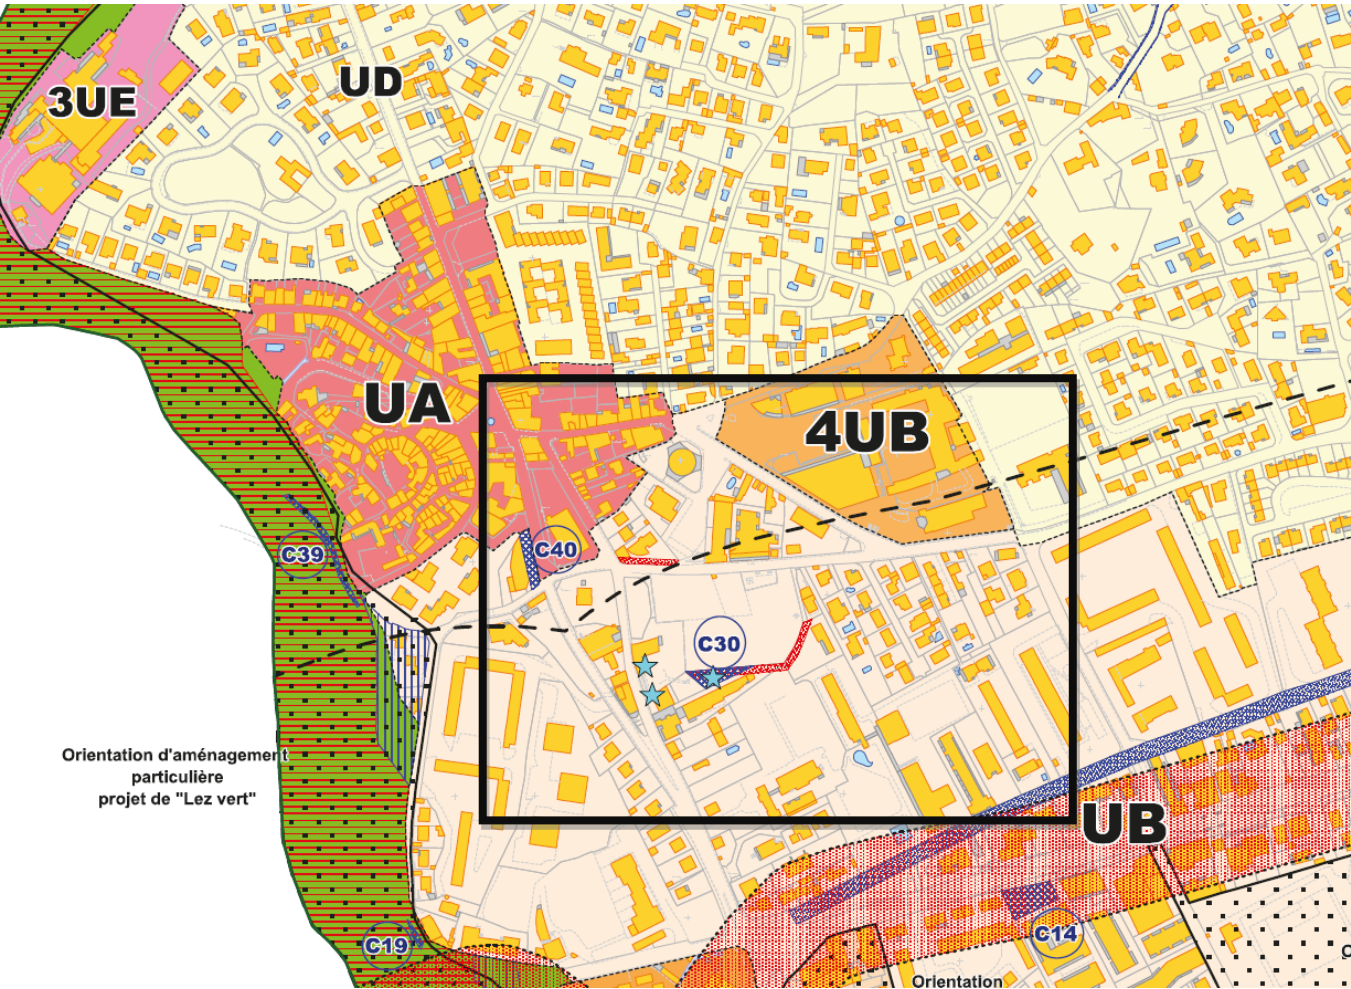 UD
3UE
UA
4UB
C40
C39
C30
Orientation d'aménagement
particulière
projet de "Lez vert"
UB
C19
C14
Orientation